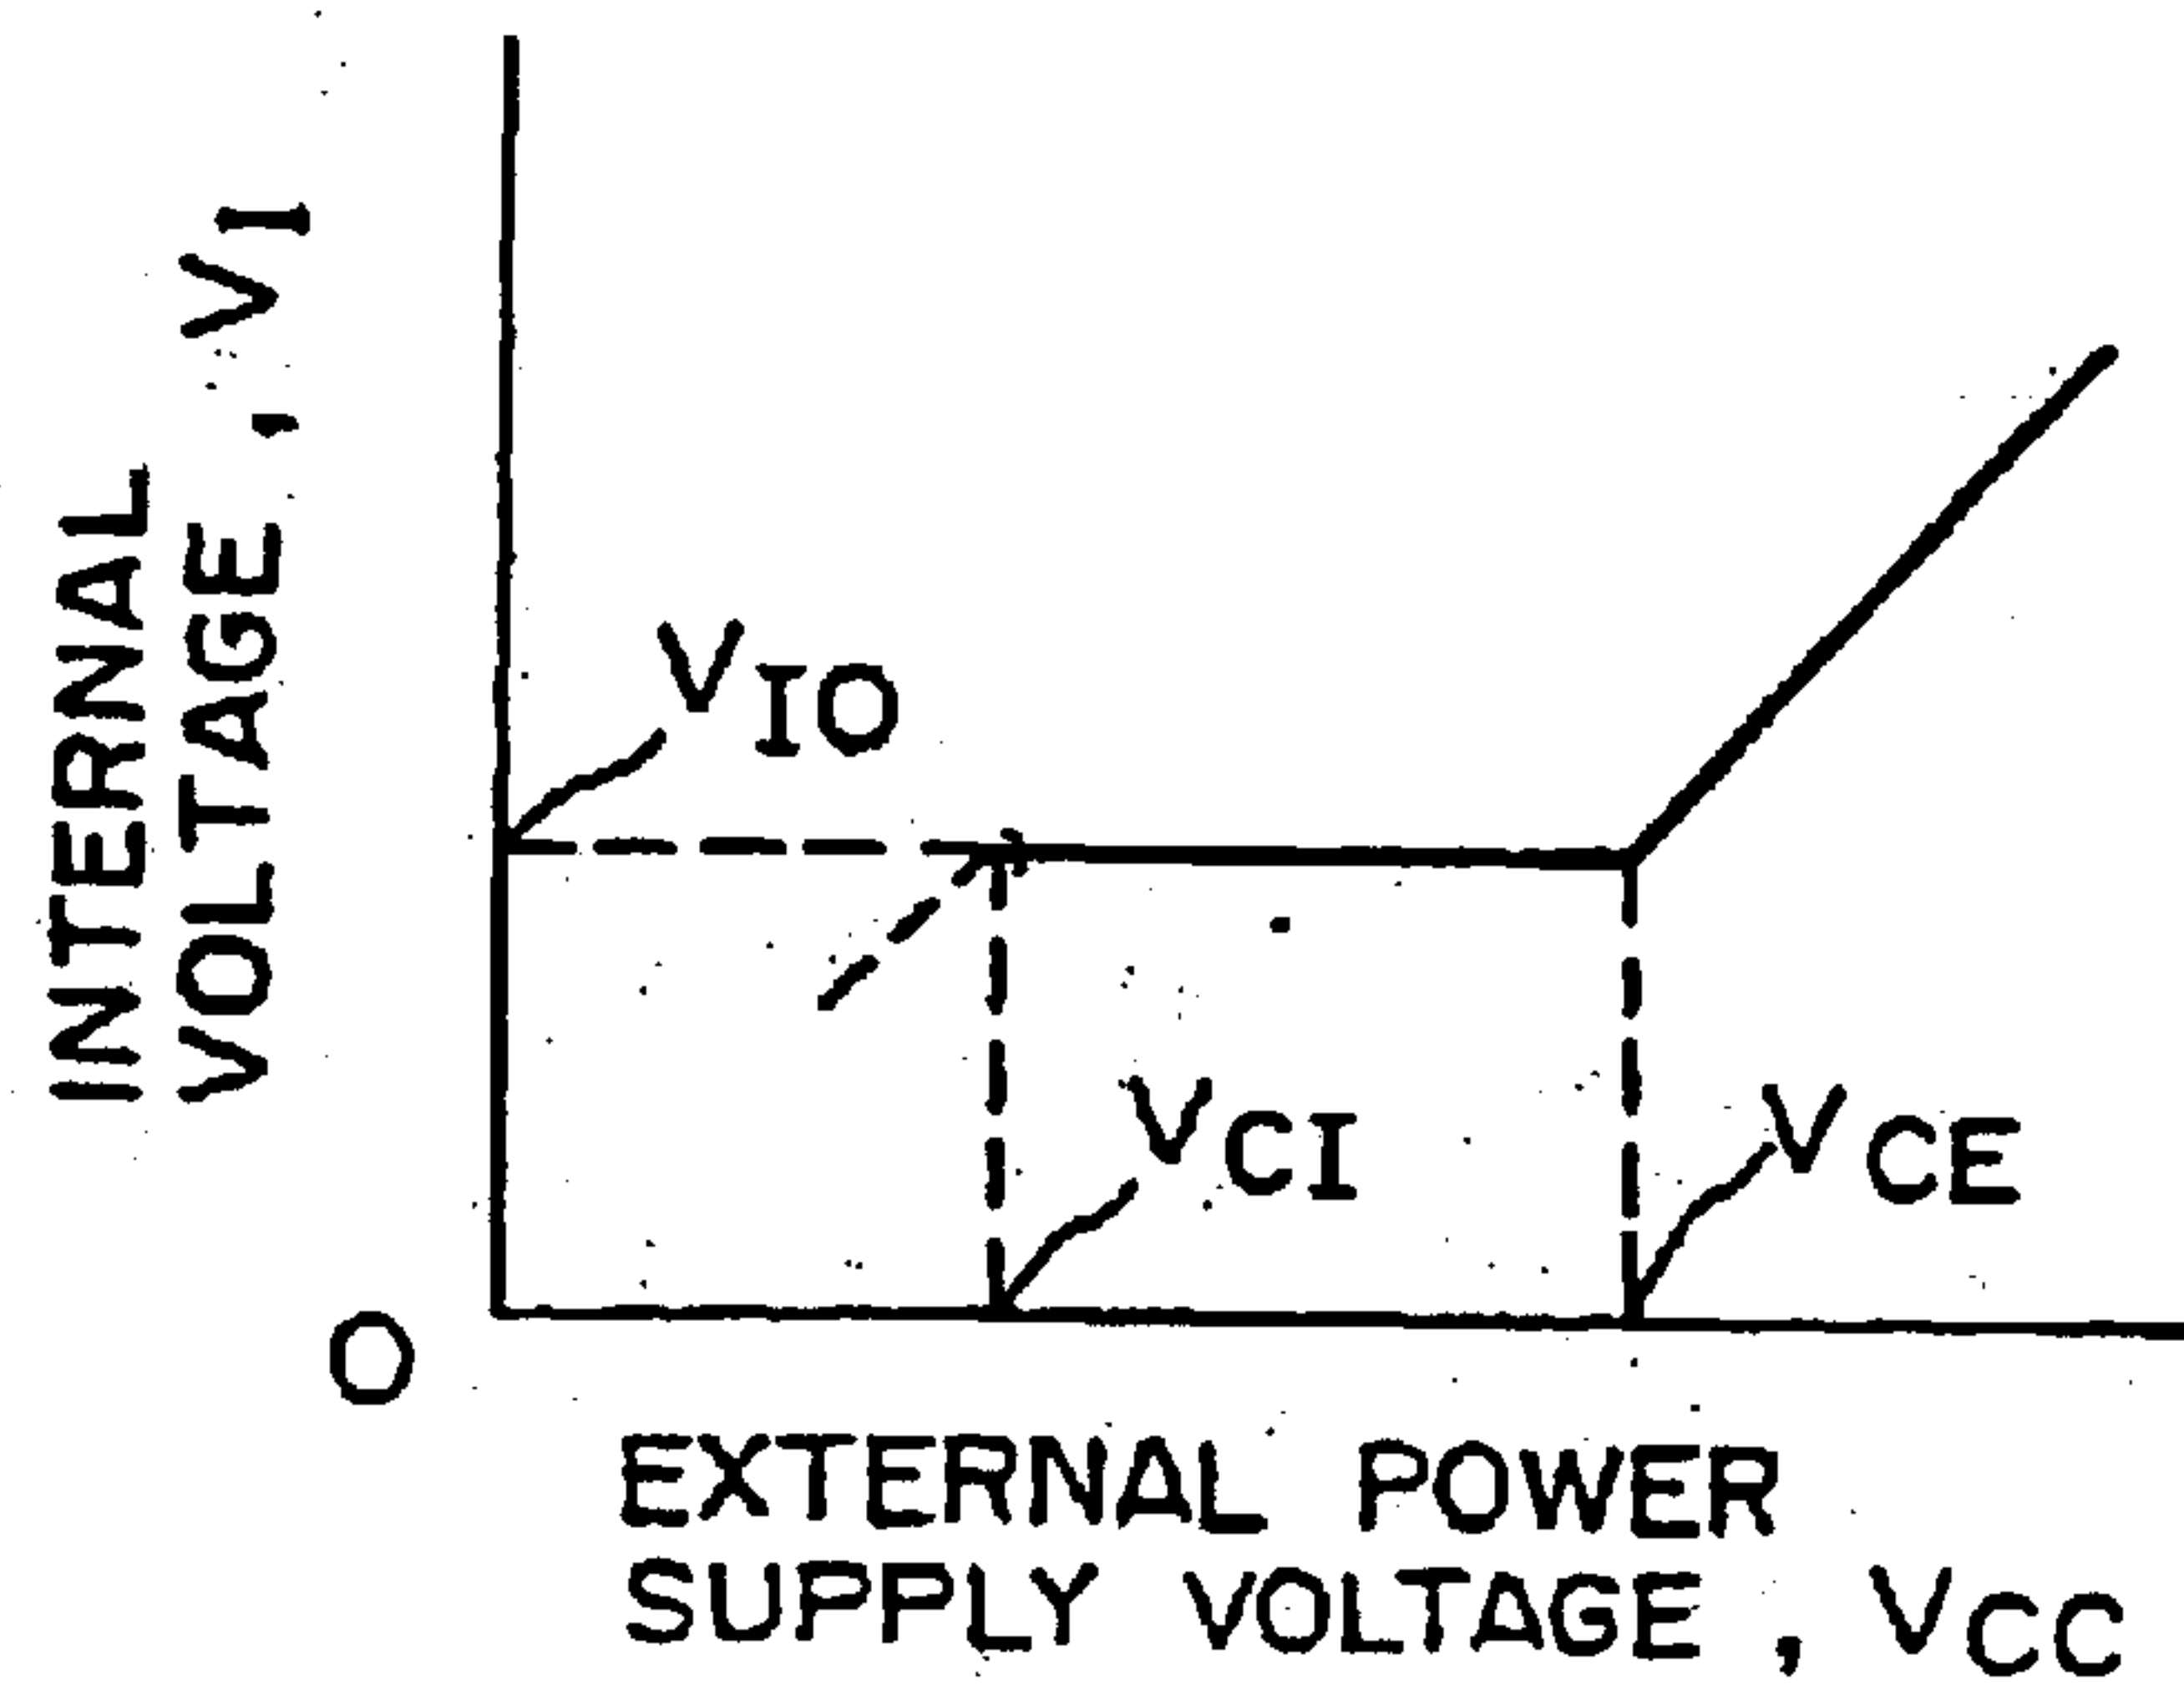 INTERNAL
VOLTAGE, VI
VIO
VCI
VCE
O
EXTERNAL POWER
SUPPLY VOLTAGE, VCC